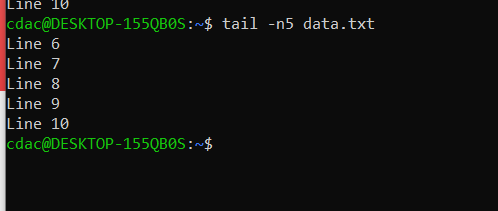 Line 10
cdac@DESKTOP-155QB0S:~$ tail -n5 data.txt
Line 6
Line 7
Line 8
Line 9
Line 10
cdac@DESKTOP-155QB0S:~$